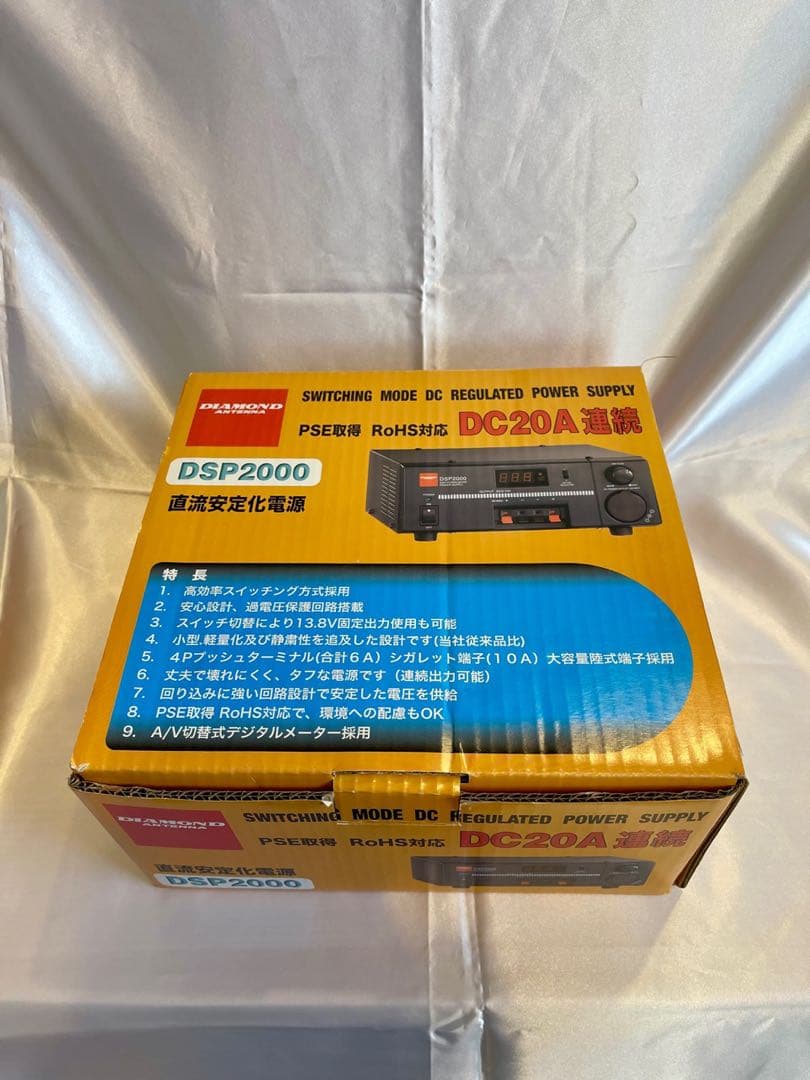 DIAMOND
ANTENNA
SWITCHING MODE DC REGULATED POWER SUPPLY
PSE取得 RoHS対応 DC20A連続
DSP2000
直流安定化電源
DSP2000
特 長
1. 高効率スイッチング方式採用
2. 安心設計、過電圧保護回路搭載
3. スイッチ切替により13.8V固定出力使用も可能
4. 小型.軽量化及び静粛性を追及した設計です(当社従来品比)
5. 4Pプッシュターミナル(合計6A) シガレット端子(10A) 大容量陸式端子採用
6. 丈夫で壊れにくく、タフな電源です(連続出力可能)
7. 回り込みに強い回路設計で安定した電圧を供給
8. PSE取得 RoHS対応で、環境への配慮もOK
9. A/V切替式デジタルメーター採用
DIAMOND
ANTENNA
SWITCHING MODE DC REGULATED POWER SUPPLY
PSE取得 RoHS対応 DC20A連続
直流安定化電源
DSP2000